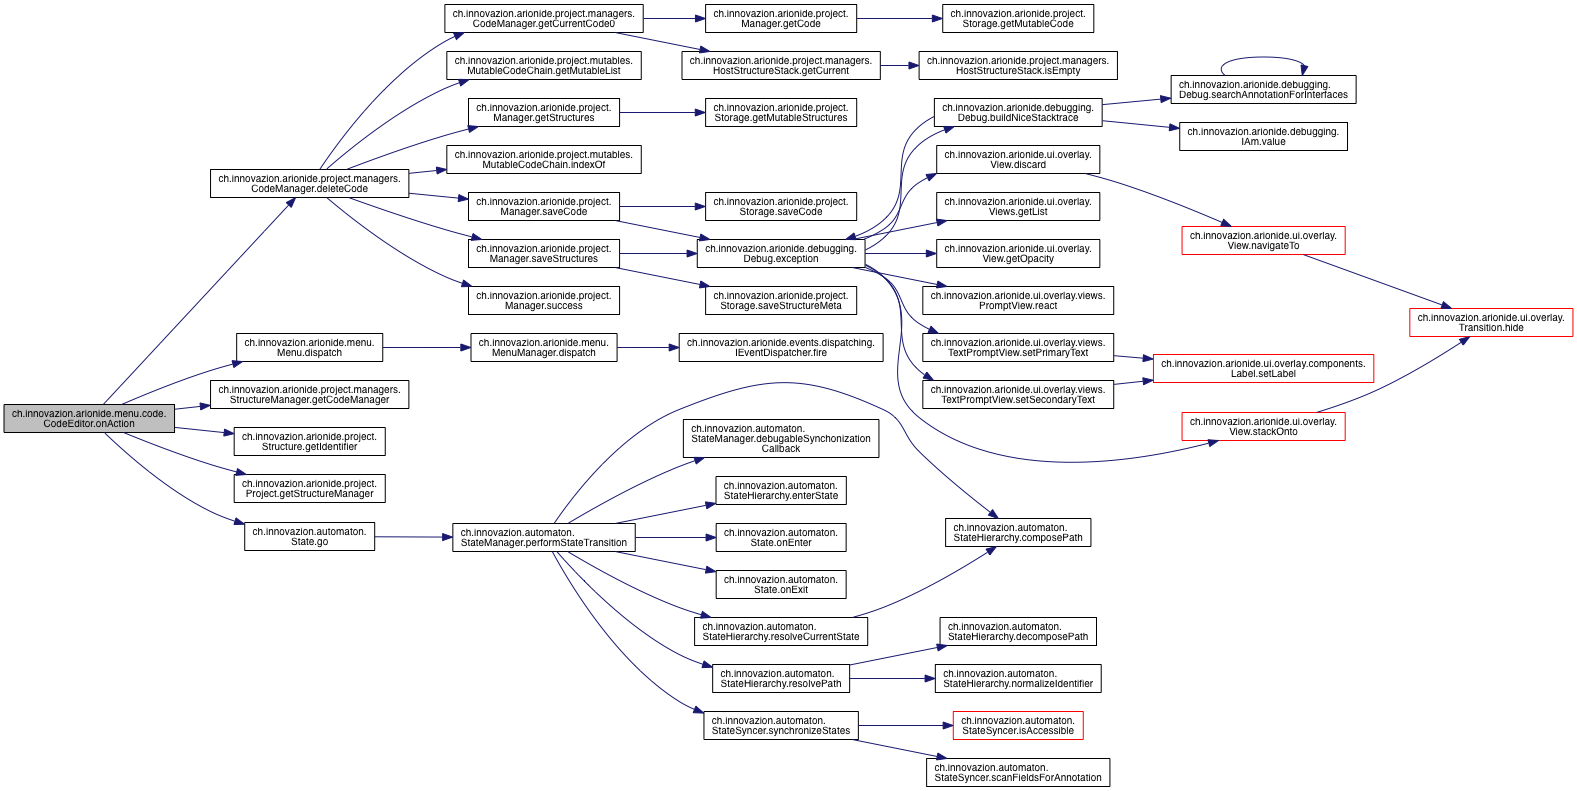 ch.innovazion.arionide.project.managers.
CodeManager.getCurrentCode0
ch.innovazion.arionide.project.
Manager.getCode
ch.innovazion.arionide.project.
Storage.getMutableCode
ch.innovazion.arionide.project.mutables.
MutableCodeChain.getMutableList
ch.innovazion.arionide.project.managers.
HostStructureStack.getCurrent
ch.innovazion.arionide.project.managers.
HostStructureStack.isEmpty
ch.innovazion.arionide.debugging.
Debug.searchAnnotationForInterfaces
ch.innovazion.arionide.project.
Manager.getStructures
ch.innovazion.arionide.project.
Storage.getMutableStructures
ch.innovazion.arionide.debugging.
Debug.buildNiceStacktrace
ch.innovazion.arionide.debugging.
IAm.value
ch.innovazion.arionide.project.mutables.
MutableCodeChain.indexOf
ch.innovazion.arionide.ui.overlay.
View.discard
ch.innovazion.arionide.project.managers.
CodeManager.deleteCode
ch.innovazion.arionide.project.
Manager.saveCode
ch.innovazion.arionide.project.
Storage.saveCode
ch.innovazion.arionide.ui.overlay.
Views.getList
ch.innovazion.arionide.ui.overlay.
View.navigateTo
ch.innovazion.arionide.project.
Manager.saveStructures
ch.innovazion.arionide.debugging.
Debug.exception
ch.innovazion.arionide.ui.overlay.
View.getOpacity
ch.innovazion.arionide.project.
Manager.success
ch.innovazion.arionide.project.
Storage.saveStructureMeta
ch.innovazion.arionide.ui.overlay.views.
PromptView.react
ch.innovazion.arionide.ui.overlay.
Transition.hide
ch.innovazion.arionide.menu.
Menu.dispatch
ch.innovazion.arionide.menu.
MenuManager.dispatch
ch.innovazion.arionide.events.dispatching.
IEventDispatcher.fire
ch.innovazion.arionide.ui.overlay.views.
TextPromptView.setPrimaryText
ch.innovazion.arionide.ui.overlay.components.
Label.setLabel
ch.innovazion.arionide.project.managers.
StructureManager.getCodeManager
ch.innovazion.arionide.ui.overlay.views.
TextPromptView.setSecondaryText
ch.innovazion.arionide.menu.code.
CodeEditor.onAction
ch.innovazion.arionide.ui.overlay.
View.stackOnto
ch.innovazion.arionide.project.
Structure.getIdentifier
ch.innovazion.automaton.
StateManager.debugableSynchonization
Callback
ch.innovazion.arionide.project.
Project.getStructureManager
ch.innovazion.automaton.
StateHierarchy.enterState
ch.innovazion.automaton.
State.go
ch.innovazion.automaton.
StateManager.performStateTransition
ch.innovazion.automaton.
State.onEnter
ch.innovazion.automaton.
StateHierarchy.composePath
ch.innovazion.automaton.
State.onExit
ch.innovazion.automaton.
StateHierarchy.resolveCurrentState
ch.innovazion.automaton.
StateHierarchy.decomposePath
ch.innovazion.automaton.
StateHierarchy.resolvePath
ch.innovazion.automaton.
StateHierarchy.normalizeIdentifier
ch.innovazion.automaton.
StateSyncer.synchronizeStates
ch.innovazion.automaton.
StateSyncer.isAccessible
ch.innovazion.automaton.
StateSyncer.scanFieldsForAnnotation